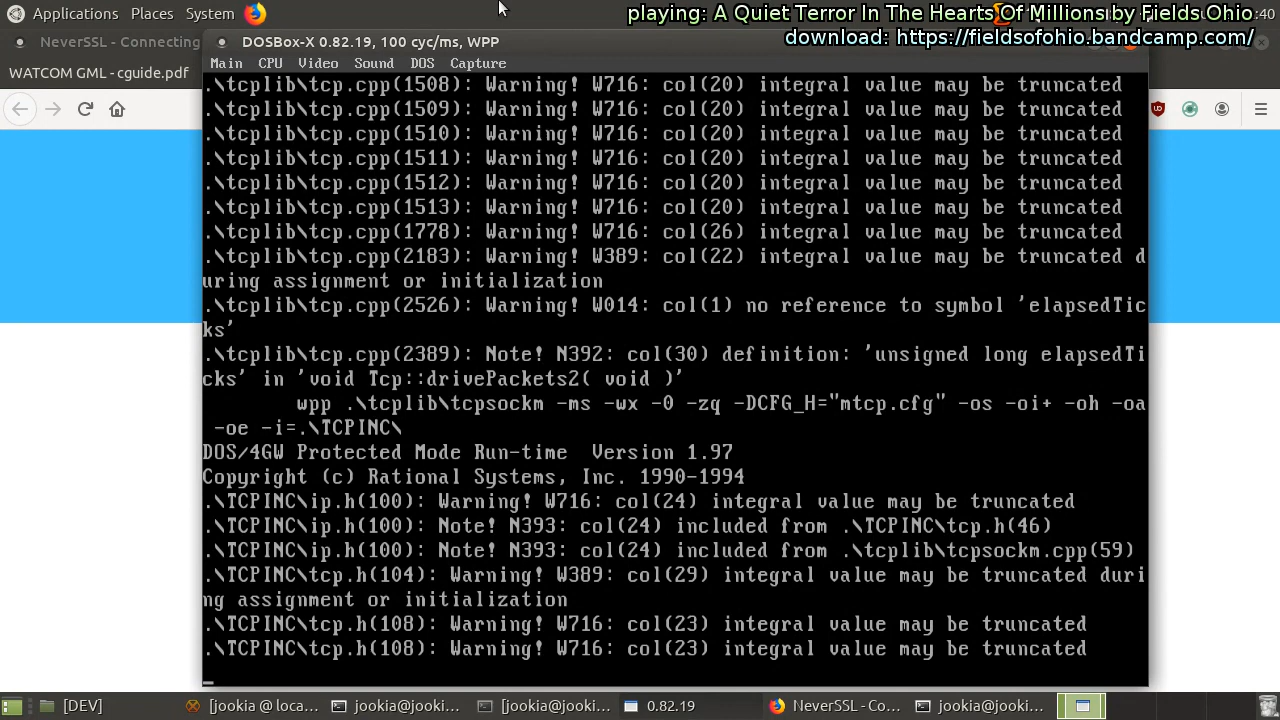 Applications Places System
playing: A Quiet Terror In The Hearts Of Millions by Fields Ohio
:40
download: https://fieldsofohio.bandcamp.com/
NeverSSL - Connecting
DOSBox-X 0.82.19, 100 cyc/ms, WPP
Main CPU Video Sound DOS Capture
WATCOM GML - cguide.pdf
.\tcplib\tcp.cpp(1508): Warning! W716: col(20) integral value may be truncated
.\tcplib\tcp.cpp(1509): Warning! W716: col(20) integral value may be truncated
.\tcplib\tcp.cpp(1510): Warning! W716: col(20) integral value may be truncated
.\tcplib\tcp.cpp(1511): Warning! W716: col(20) integral value may be truncated
.\tcplib\tcp.cpp(1512): Warning! W716: col(20) integral value may be truncated
.\tcplib\tcp.cpp(1513): Warning! W716: col(20) integral value may be truncated
.\tcplib\tcp.cpp(1778): Warning! W716: col(26) integral value may be truncated
.\tcplib\tcp.cpp(2183): Warning! W389: col(22) integral value may be truncated d
uring assignment or initialization
.\tcplib\tcp.cpp(2526): Warning! W014: col(1) no reference to symbol 'elapsedTic
ks'
.\tcplib\tcp.cpp(2389): Note! N392: col(30) definition: 'unsigned long elapsedTi
cks' in 'void Tcp::drivePackets2( void )'
wpp .\tcplib\tcpsockm -ms -wx -0 -zq -DCFG_H="mtcp.cfg" -os -oi+ -oh -oa
-oe -i=.\TCPINC\
DOS/4GW Protected Mode Run-time  Version 1.97
Copyright (c) Rational Systems, Inc. 1990-1994
.\TCPINC\ip.h(100): Warning! W716: col(24) integral value may be truncated
.\TCPINC\ip.h(100): Note! N393: col(24) included from .\TCPINC\tcp.h(46)
.\TCPINC\ip.h(100): Note! N393: col(24) included from .\tcplib\tcpsockm.cpp(59)
.\TCPINC\tcp.h(104): Warning! W389: col(29) integral value may be truncated duri
ng assignment or initialization
.\TCPINC\tcp.h(108): Warning! W716: col(23) integral value may be truncated
.\TCPINC\tcp.h(108): Warning! W716: col(23) integral value may be truncated
[DEV] [jookia @ loca... jookia@jooki... [jookia@jooki... 0.82.19 NeverSSL - Co... jookia@jooki...